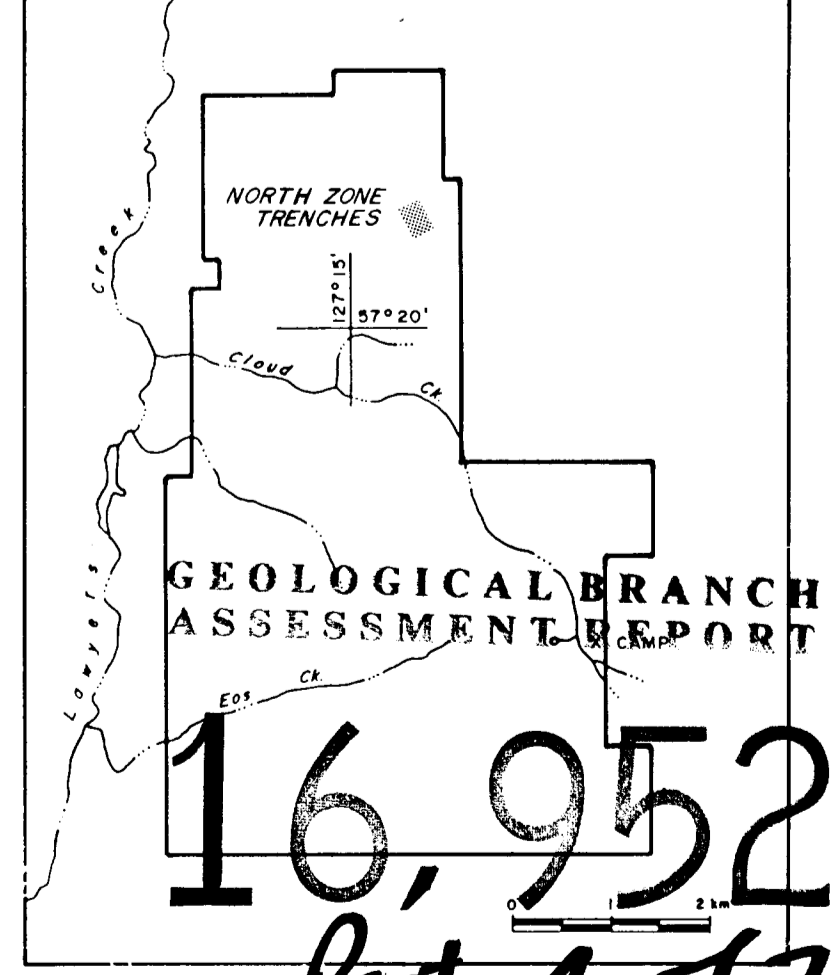 NORTH ZONE
TRENCHES
Creek
127° 15'
57° 20'
Cloud
Ck.
GEOLOGICAL BRANCH
ASSESSMENT REPORT
CAMP
Lawyers
Eos Ck.
16,952
0 1 2 km